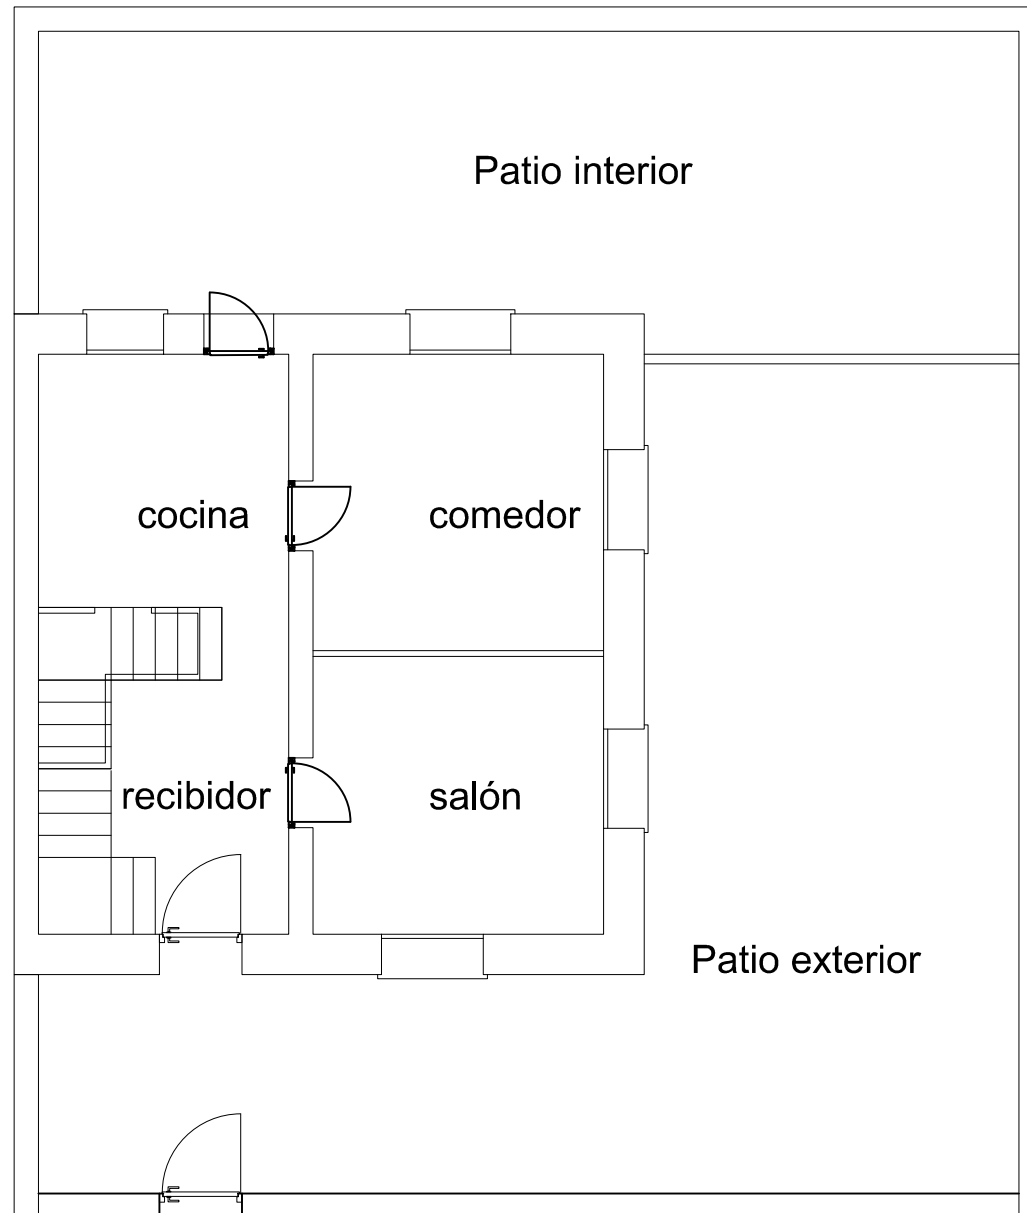 Patio interior
cocina
comedor
recibidor
salón
Patio exterior